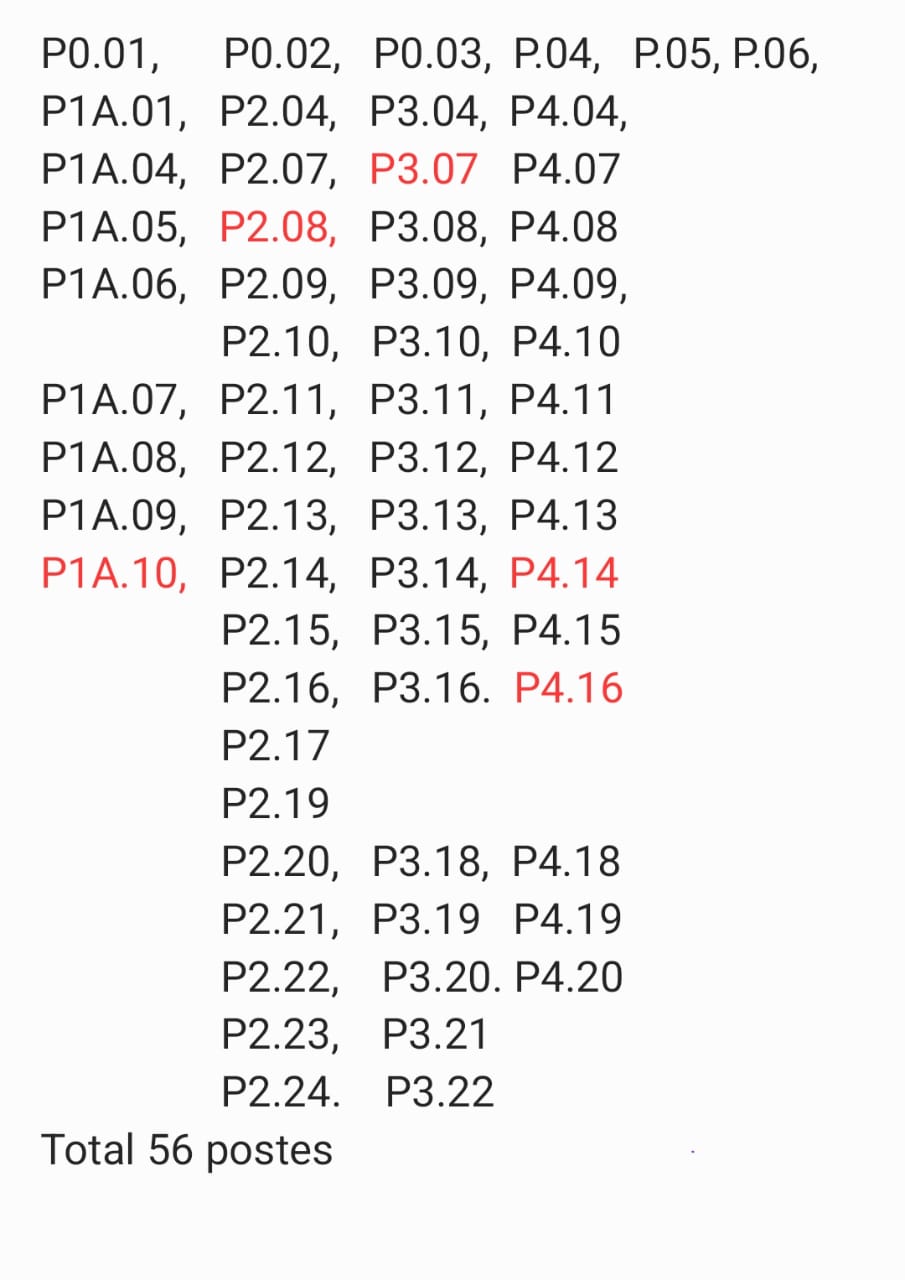 P0.01, P0.02, P0.03, P.04, P.05, P.06,
P1A.01, P2.04, P3.04, P4.04,
P1A.04, P2.07, P3.07 P4.07
P1A.05, P2.08, P3.08, P4.08
P1A.06, P2.09, P3.09, P4.09,
P2.10, P3.10, P4.10
P1A.07, P2.11, P3.11, P4.11
P1A.08, P2.12, P3.12, P4.12
P1A.09, P2.13, P3.13, P4.13
P1A.10, P2.14, P3.14, P4.14
P2.15, P3.15, P4.15
P2.16, P3.16. P4.16
P2.17
P2.19
P2.20, P3.18, P4.18
P2.21, P3.19 P4.19
P2.22, P3.20. P4.20
P2.23, P3.21
P2.24. P3.22
Total 56 postes